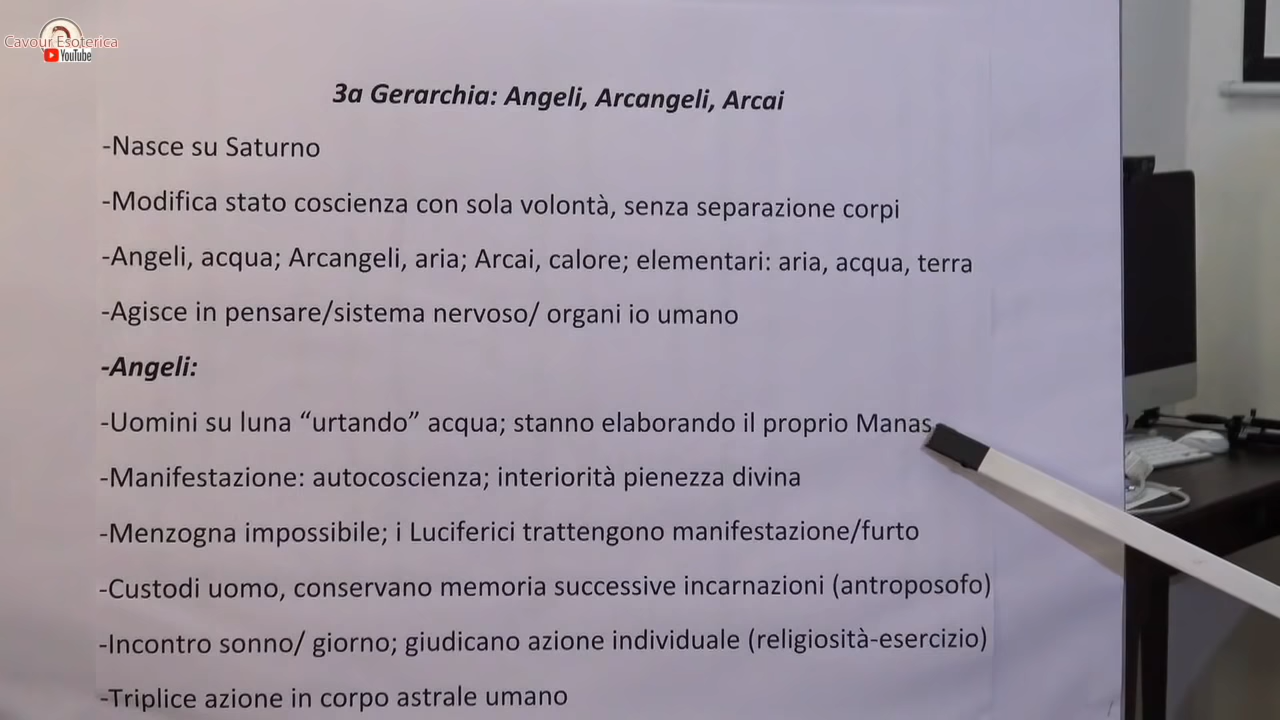 Cavour Esoterica
YouTube
3a Gerarchia: Angeli, Arcangeli, Arcai
-Nasce su Saturno
-Modifica stato coscienza con sola volontà, senza separazione corpi
-Angeli, acqua; Arcangeli, aria; Arcai, calore; elementari: aria, acqua, terra
-Agisce in pensare/sistema nervoso/ organi io umano
-Angeli:
-Uomini su luna “urtando” acqua; stanno elaborando il proprio Manas
-Manifestazione: autocoscienza; interiorità pienezza divina
-Menzogna impossibile; i Luciferici trattengono manifestazione/furto
-Custodi uomo, conservano memoria successive incarnazioni (antroposofo)
-Incontro sonno/ giorno; giudicano azione individuale (religiosità-esercizio)
-Triplice azione in corpo astrale umano